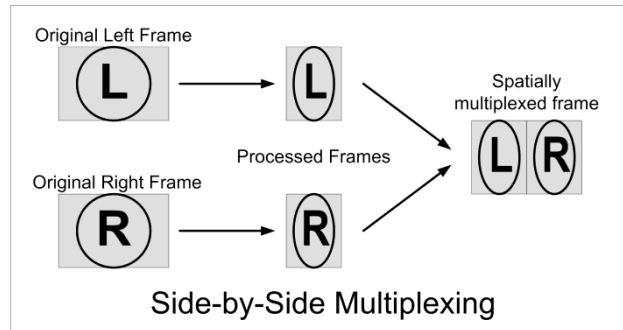 Original Left Frame
L
L
Spatially
multiplexed frame
L R
Processed Frames
Original Right Frame
R
R
Side-by-Side Multiplexing